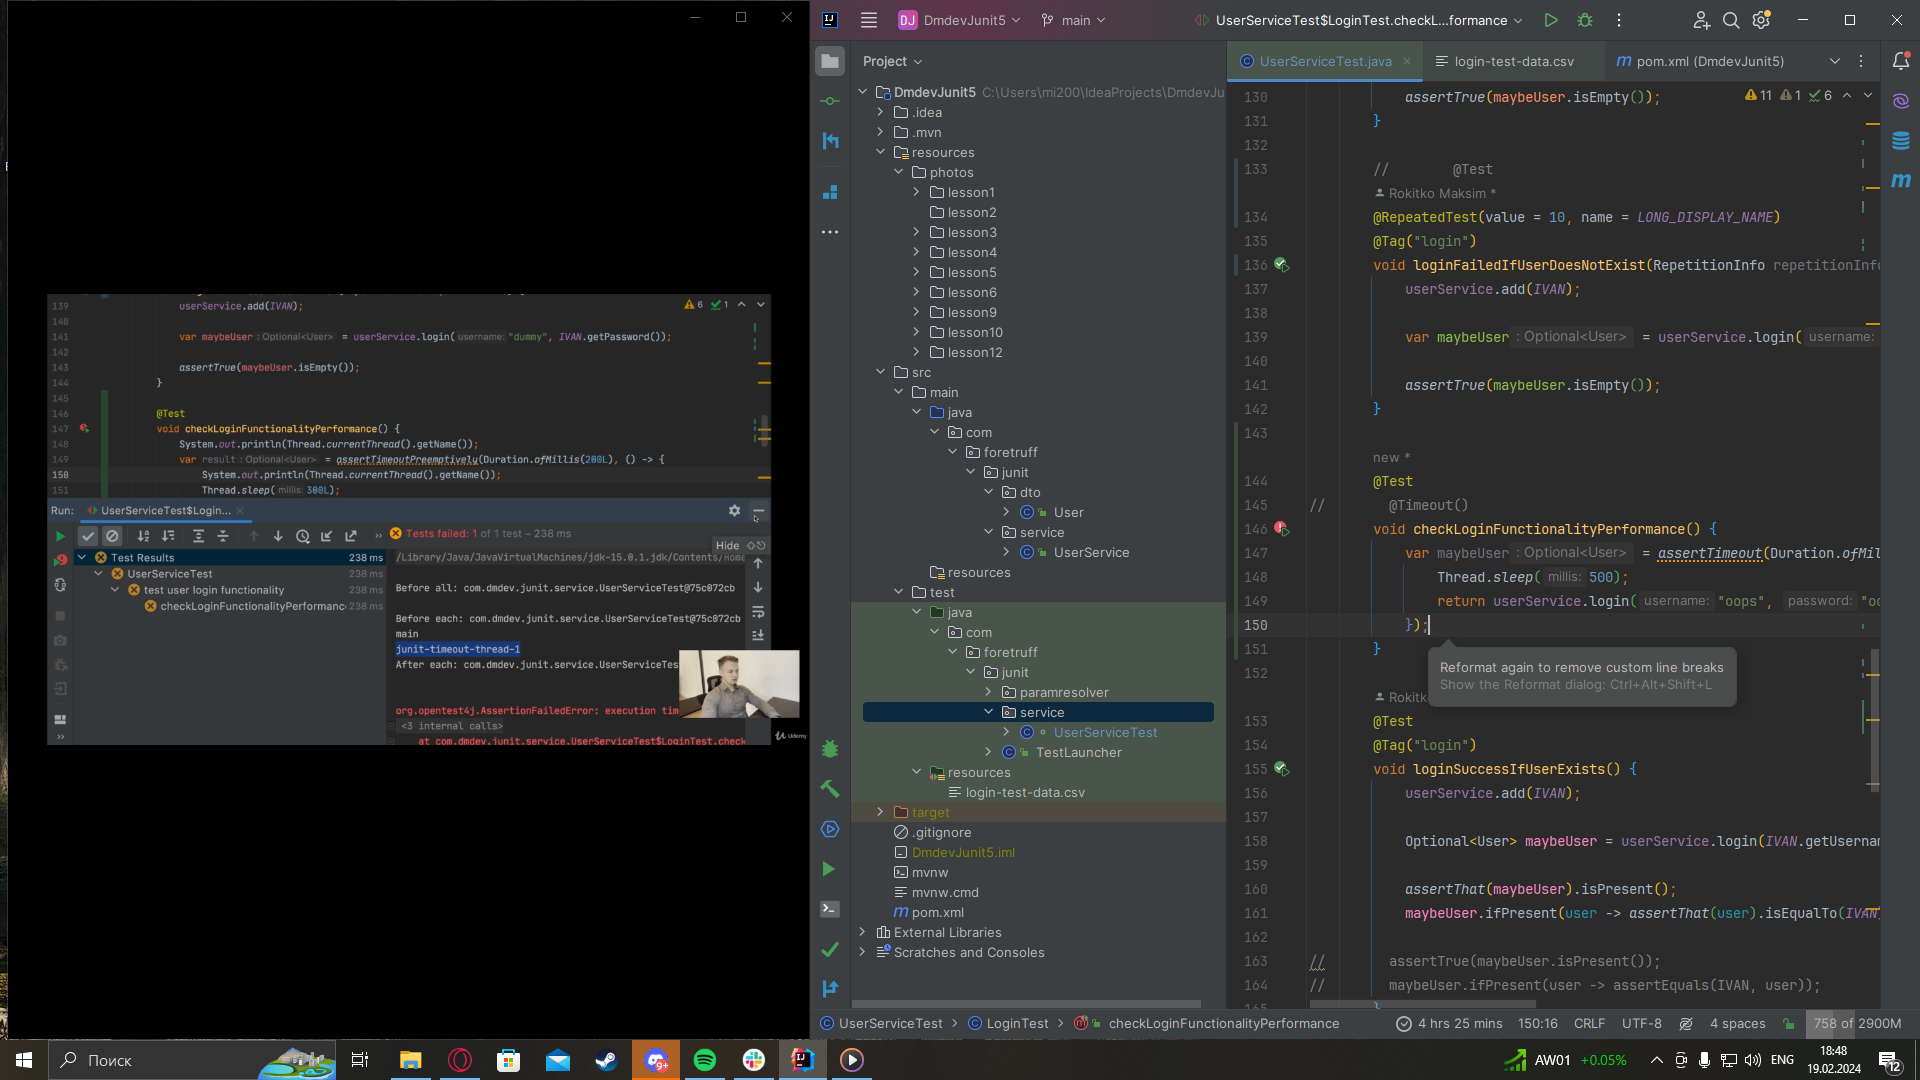 139
userService.add(IVAN);
6
1
140
141
var maybeUser : Optional<User> = userService.login( username: "dummy", IVAN.getPassword());
142
143
assertTrue(maybeUser.isEmpty());
144
}
145
146
@Test
147
void checkLoginFunctionalityPerformance() {
148
System.out.println(Thread.currentThread().getName());
149
var result : Optional<User> = assertTimeoutPreemptively(Duration.ofMillis(200L), () -> {
150
System.out.println(Thread.currentThread().getName());
151
Thread.sleep( millis: 300L);
Run:
UserServiceTest$Login...
Tests failed: 1 of 1 test – 238 ms
Hide
Test Results
238 ms
/Library/Java/JavaVirtualMachines/jdk-15.0.1.jdk/Contents/Home
UserServiceTest
238 ms
Before all: com.dmdev.junit.service.UserServiceTest@75c072cb
test user login functionality
238 ms
checkLoginFunctionalityPerformanc
238 ms
Before each: com.dmdev.junit.service.UserServiceTest@75c072cb
main
junit-timeout-thread-1
After each: com.dmdev.junit.service.UserServiceTes
org.opentest4j.AssertionFailedError: execution tim
<3 internal calls>
at com.dmdev.junit.service.UserServiceTest$LoginTest.check
Udemy
DJ
DmdevJunit5
main
UserServiceTest$LoginTest.checkL...formance
Project
DmdevJunit5 C:\Users\mi200\IdeaProjects\DmdevJu
.idea
.mvn
resources
photos
lesson1
lesson2
lesson3
lesson4
lesson5
lesson6
lesson9
lesson10
lesson12
src
main
java
com
foretruff
junit
dto
User
service
UserService
resources
test
java
com
foretruff
junit
paramresolver
service
UserServiceTest
TestLauncher
resources
login-test-data.csv
target
.gitignore
DmdevJunit5.iml
mvnw
mvnw.cmd
pom.xml
External Libraries
Scratches and Consoles
UserServiceTest.java
login-test-data.csv
pom.xml (DmdevJunit5)
11
1
6
130
assertTrue(maybeUser.isEmpty());
131
}
132
133
// @Test
Rokitko Maksim *
134
@RepeatedTest(value = 10, name = LONG_DISPLAY_NAME)
135
@Tag("login")
136
void loginFailedIfUserDoesNotExist(RepetitionInfo repetitionInfo
137
userService.add(IVAN);
138
139
var maybeUser : Optional<User> = userService.login( username:
140
141
assertTrue(maybeUser.isEmpty());
142
}
143
new *
144
@Test
145
// @Timeout()
146
void checkLoginFunctionalityPerformance() {
147
var maybeUser : Optional<User> = assertTimeout(Duration.ofMil
148
Thread.sleep( millis: 500);
149
return userService.login( username: "oops", password: "oo
150
});
151
}
Reformat again to remove custom line breaks
Show the Reformat dialog: Ctrl+Alt+Shift+L
152
Rokitk
153
@Test
154
@Tag("login")
155
void loginSuccessIfUserExists() {
156
userService.add(IVAN);
157
158
Optional<User> maybeUser = userService.login(IVAN.getUserna
159
160
assertThat(maybeUser).isPresent();
161
maybeUser.ifPresent(user -> assertThat(user).isEqualTo(IVAN
162
163
// assertTrue(maybeUser.isPresent());
164
// maybeUser.ifPresent(user -> assertEquals(IVAN, user));
165
}
UserServiceTest
LoginTest
checkLoginFunctionalityPerformance
4 hrs 25 mins
150:16
CRLF
UTF-8
4 spaces
758 of 2900M
Поиск
9+
AW01 +0.05%
ENG
18:48
19.02.2024
12